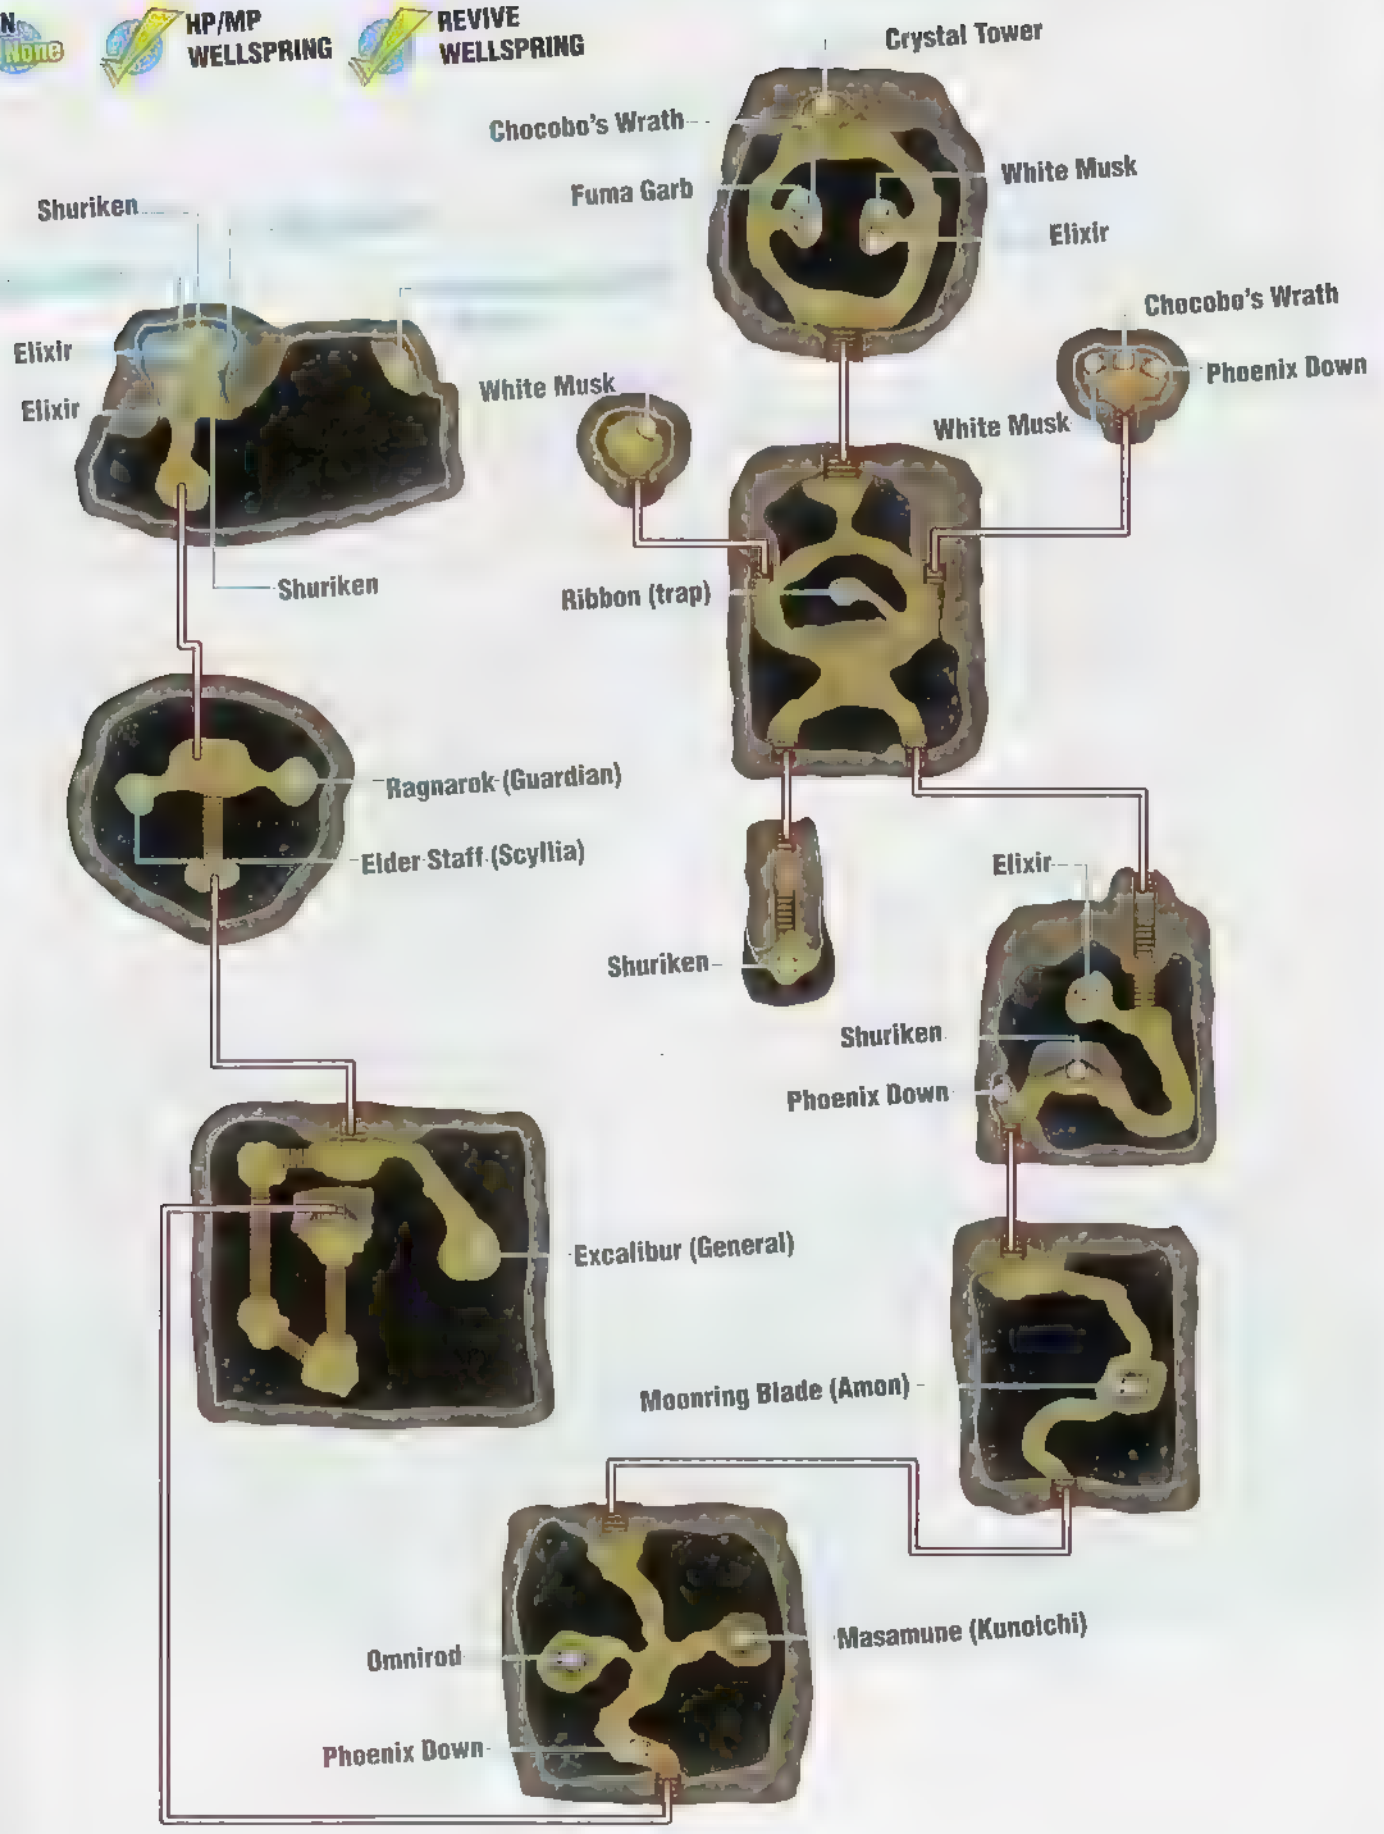 N
None
HP/MP
WELLSPRING
REVIVE
WELLSPRING
Crystal Tower
Chocobo's Wrath
Fuma Garb
White Musk
Elixir
Shuriken
Elixir
Elixir
Shuriken
White Musk
Chocobo's Wrath
Phoenix Down
White Musk
Ribbon (trap)
Ragnarok (Guardian)
Elder Staff (Scyllia)
Shuriken
Elixir
Shuriken
Phoenix Down
Excalibur (General)
Moonring Blade (Amon)
Omnirod
Masamune (Kunoichi)
Phoenix Down